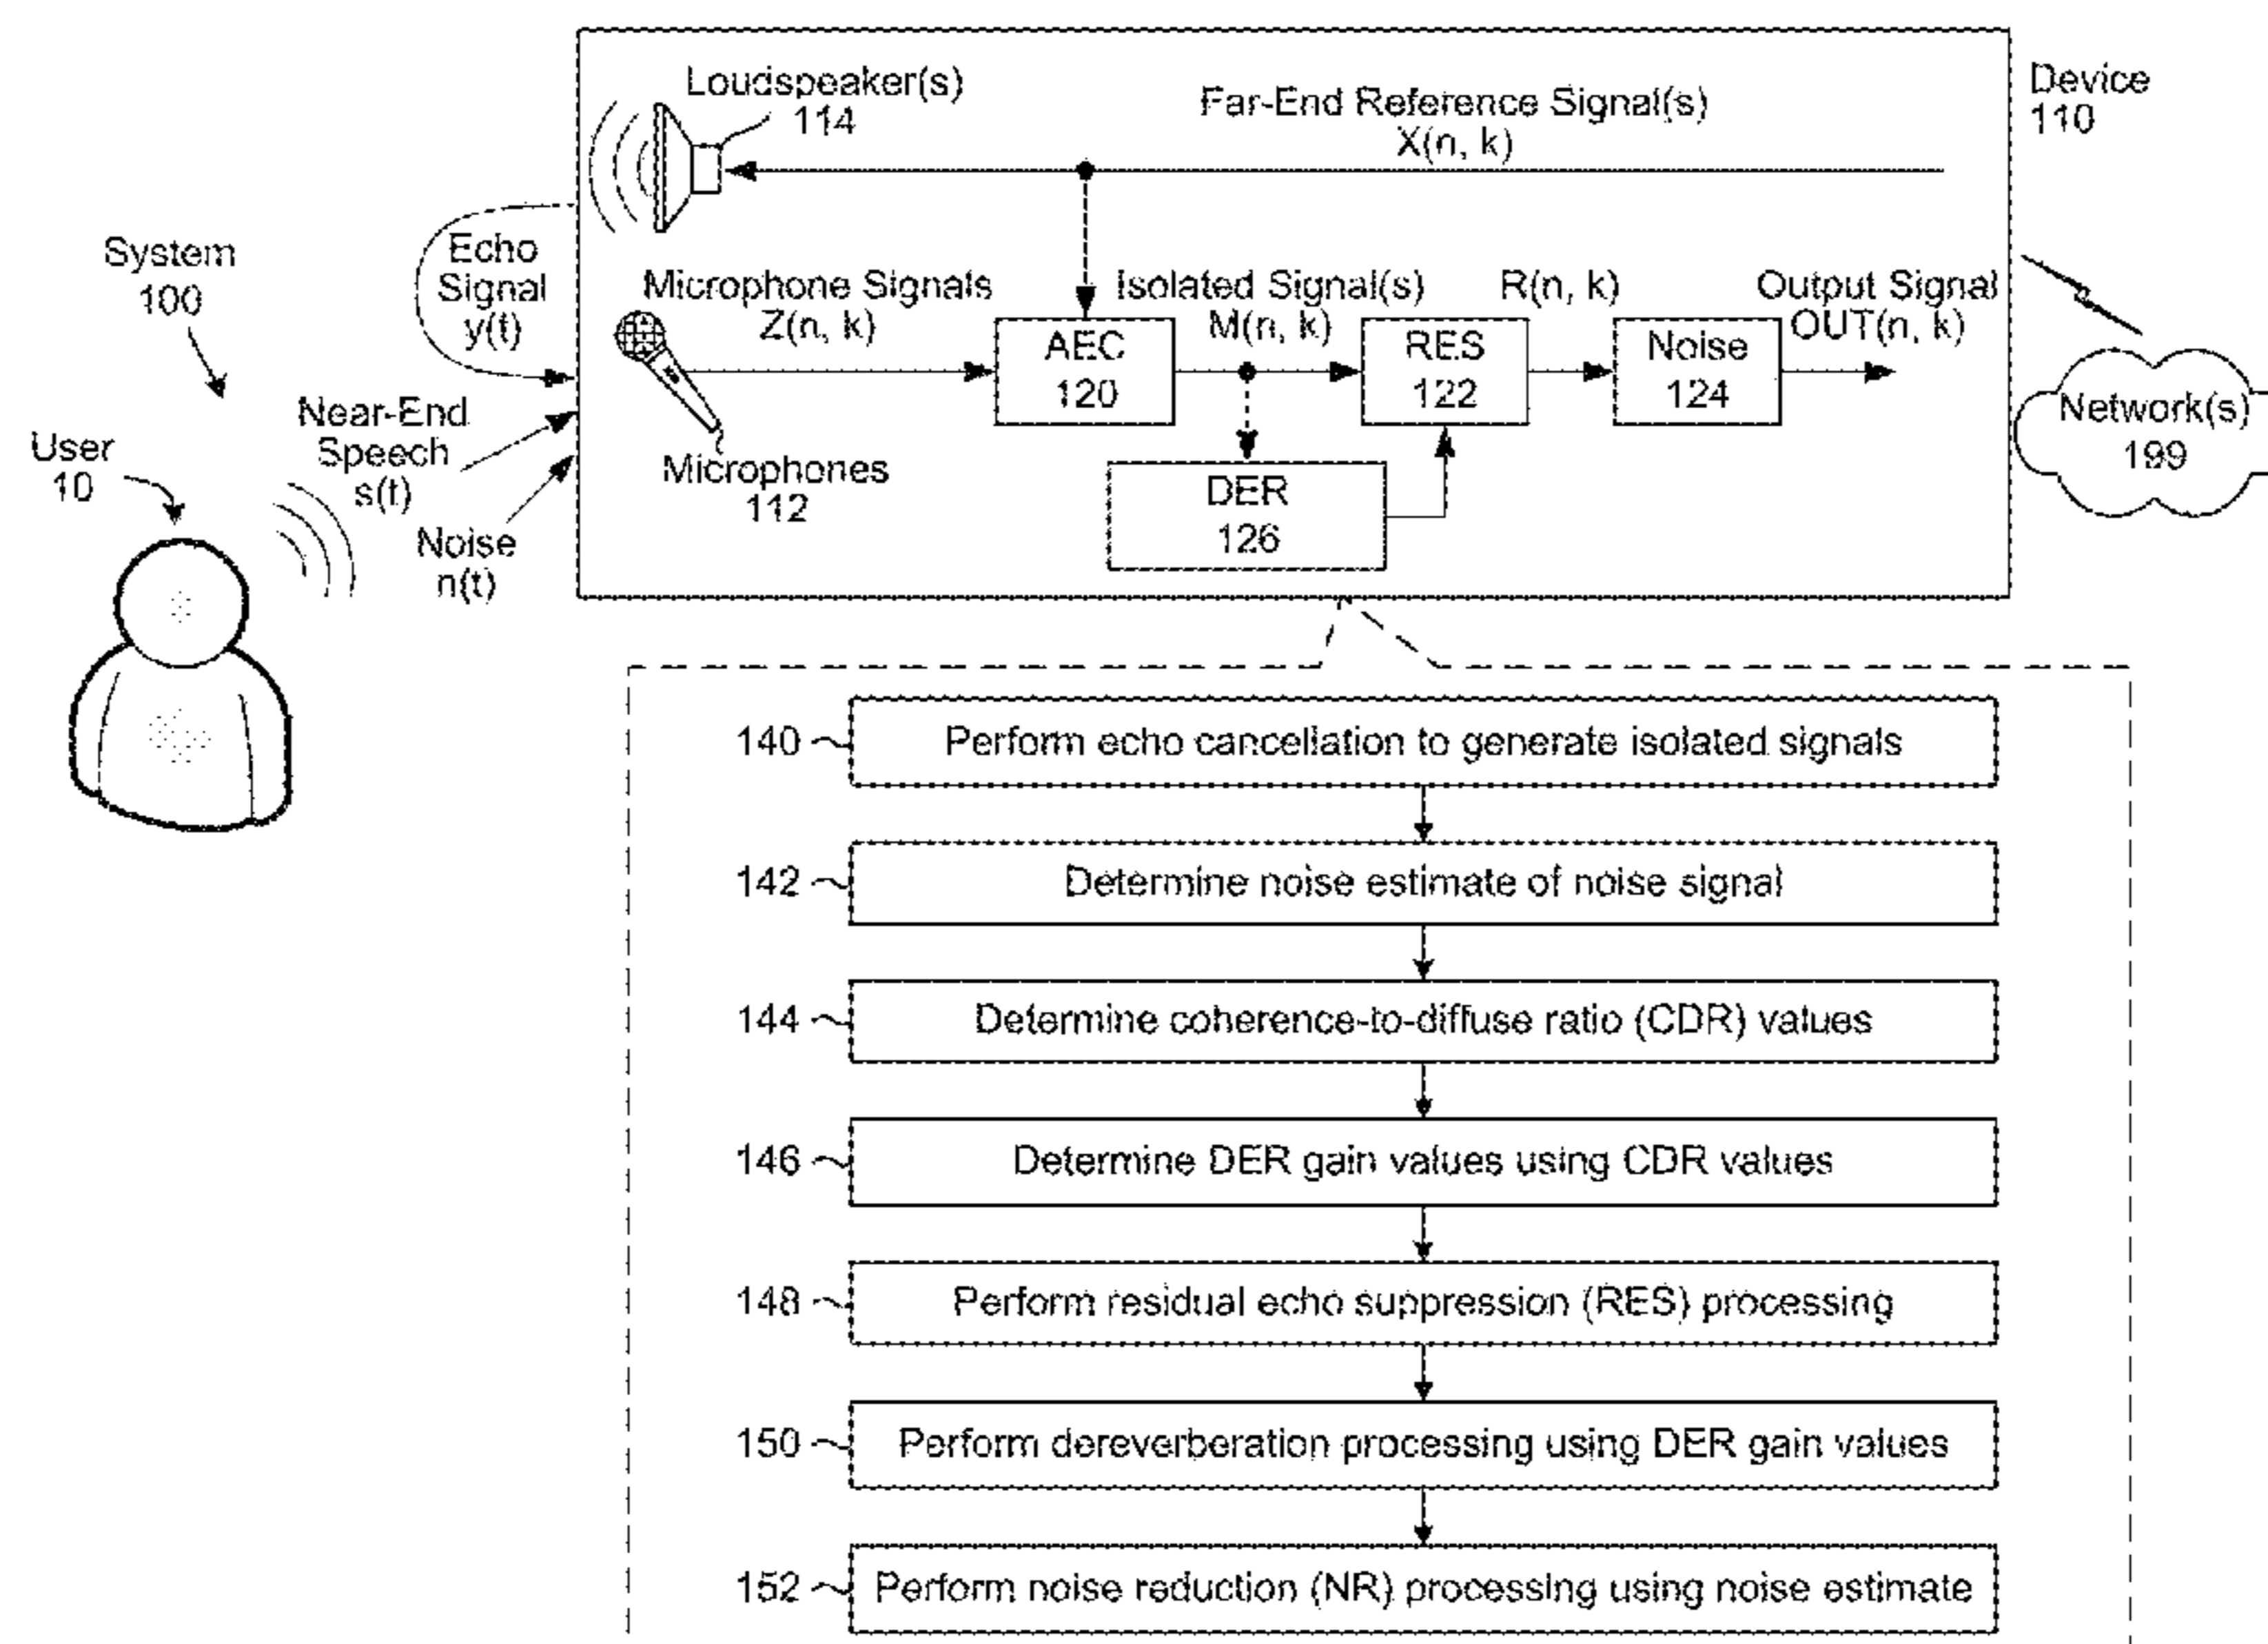 Loudspeaker(s)
114
Far-End Reference Signal(s)
X(n, k)
Device
110
System
100
Echo
Signal
y(t)
Microphone Signals
Z(n, k)
Isolated Signal(s)
M(n, k)
R(n, k)
Output Signal
OUT(n, k)
AEC
120
RES
122
Noise
124
Network(s)
199
Near-End
Speech
s(t)
User
10
Microphones
112
DER
126
Noise
n(t)
140 Perform echo cancellation to generate isolated signals
142 Determine noise estimate of noise signal
144 Determine coherence-to-diffuse ratio (CDR) values
146 Determine DER gain values using CDR values
148 Perform residual echo suppression (RES) processing
150 Perform dereverberation processing using DER gain values
152 Perform noise reduction (NR) processing using noise estimate